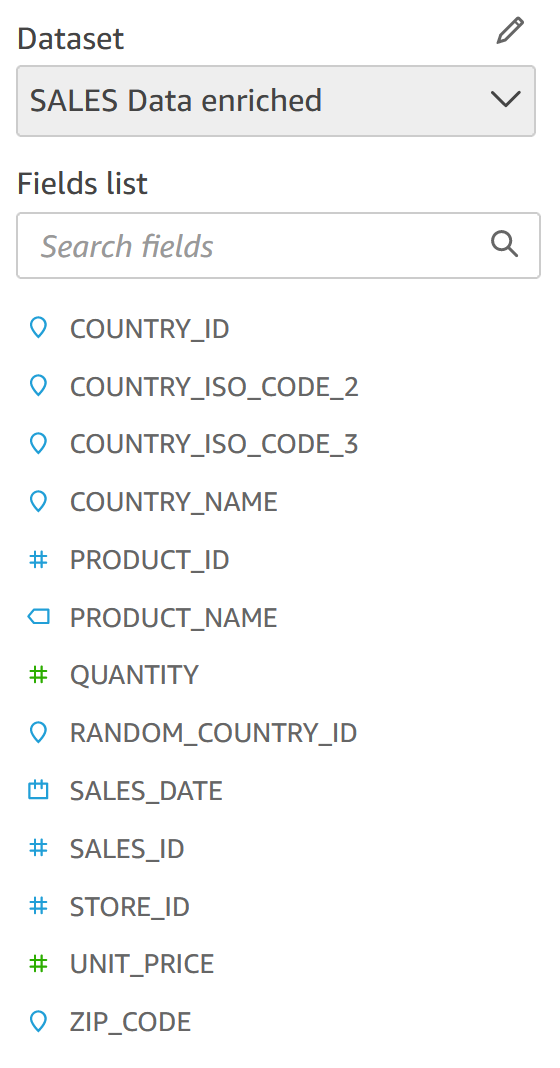 Dataset
SALES Data enriched
Fields list
Search fields
COUNTRY_ID
COUNTRY_ISO_CODE_2
COUNTRY_ISO_CODE_3
COUNTRY_NAME
PRODUCT_ID
PRODUCT_NAME
QUANTITY
RANDOM_COUNTRY_ID
SALES_DATE
SALES_ID
STORE_ID
UNIT_PRICE
ZIP_CODE